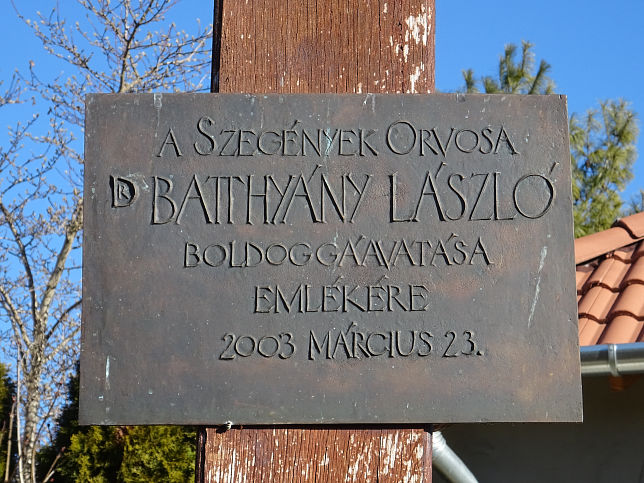 A SZEGÉNYEK ORVOSA
DR BATTHYÁNY LÁSZLÓ
BOLDOGGÁAVATÁSA
EMLÉKÉRE
2003 MÁRCIUS 23.